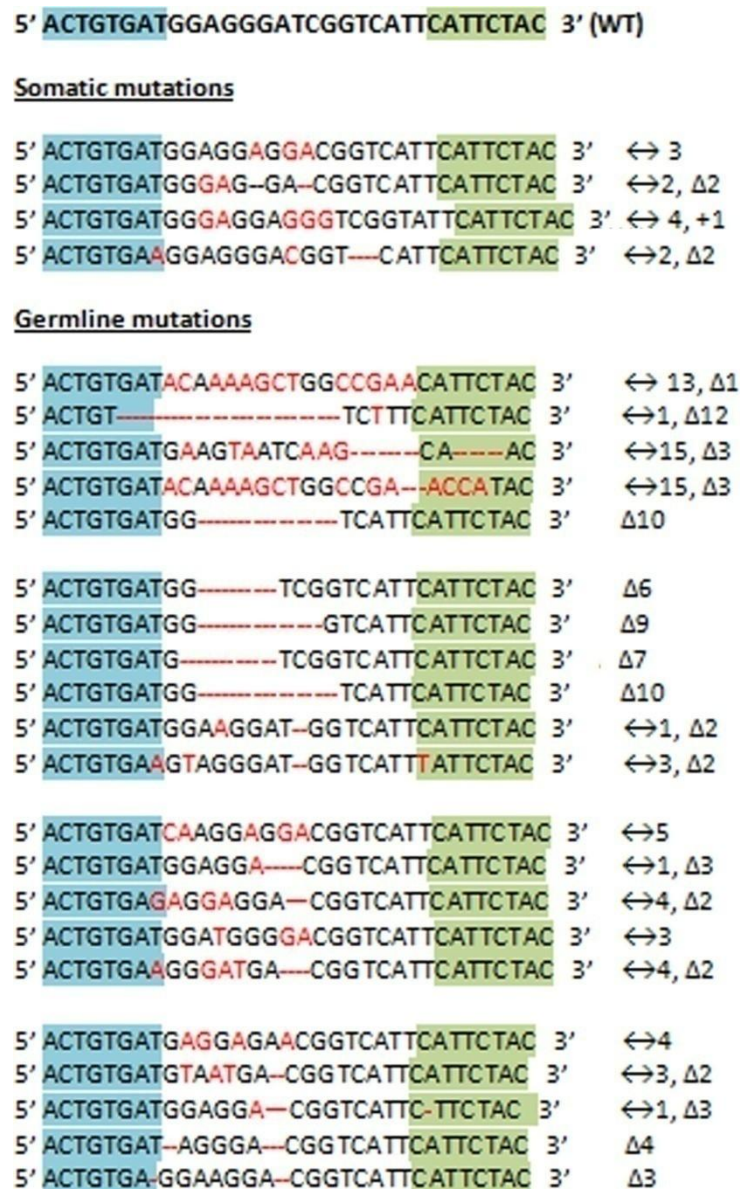 5' ACTGTGATGGAGGGATCGGTCATTCATTCTAC 3' (WT)
Somatic mutations
5' ACTGTGATGGAGGAGGACGGTCATTCATTCTAC 3' ↔ 3
5' ACTGTGATGGGAG--GA--CGGTCATTCATTCTAC 3' ↔2, Δ2
5' ACTGTGATGGGAGGAGGGTCGGTATTCATTCTAC 3' ↔ 4, +1
5' ACTGTGAAGGAGGGACGGT----CATTCATTCTAC 3' ↔2, Δ2
Germline mutations
5' ACTGTGATACAAAAGCTGGCCGAACATTCTAC 3' ↔ 13, Δ1
5' ACTGT-----------------------TCTTTCATTCTAC 3' ↔1, Δ12
5' ACTGTGATGAAGTAATCAAG--------CA-----AC 3' ↔15, Δ3
5' ACTGTGATACAAAAGCTGGCCGA---ACCATAC 3' ↔15, Δ3
5' ACTGTGATGG---------------TCATTCATTCTAC 3' Δ10
5' ACTGTGATGG---------TCGGTCATTCATTCTAC 3' Δ6
5' ACTGTGATGG-------------GTCATTCATTCTAC 3' Δ9
5' ACTGTGATG----------TCGGTCATTCATTCTAC 3' Δ7
5' ACTGTGATGG---------------TCATTCATTCTAC 3' Δ10
5' ACTGTGATGGAAGGAT--GGTCATTCATTCTAC 3' ↔1, Δ2
5' ACTGTGAAGTAGGGAT--GGTCATTTATTCTAC 3' ↔3, Δ2
5' ACTGTGATCAAGGAGGACGGTCATTCATTCTAC 3' ↔5
5' ACTGTGATGGAGGA----CGGTCATTCATTCTAC 3' ↔1, Δ3
5' ACTGTGAGAGGAGGA--CGGTCATTCATTCTAC 3' ↔4, Δ2
5' ACTGTGATGGATGGGGACGGTCATTCATTCTAC 3' ↔3
5' ACTGTGAAAGGGATGA---CGGTCATTCATTCTAC 3' ↔4, Δ2
5' ACTGTGATGAGGAGAACGGTCATTCATTCTAC 3' ↔4
5' ACTGTGATGTAATGA--CGGTCATTCATTCTAC 3' ↔3, Δ2
5' ACTGTGATGGAGGA--CGGTCATTC-TTCTAC 3' ↔1, Δ3
5' ACTGTGAT--AGGGA---CGGTCATTCATTCTAC 3' Δ4
5' ACTGTGA-GGAAGGA--CGGTCATTCATTCTAC 3' Δ3